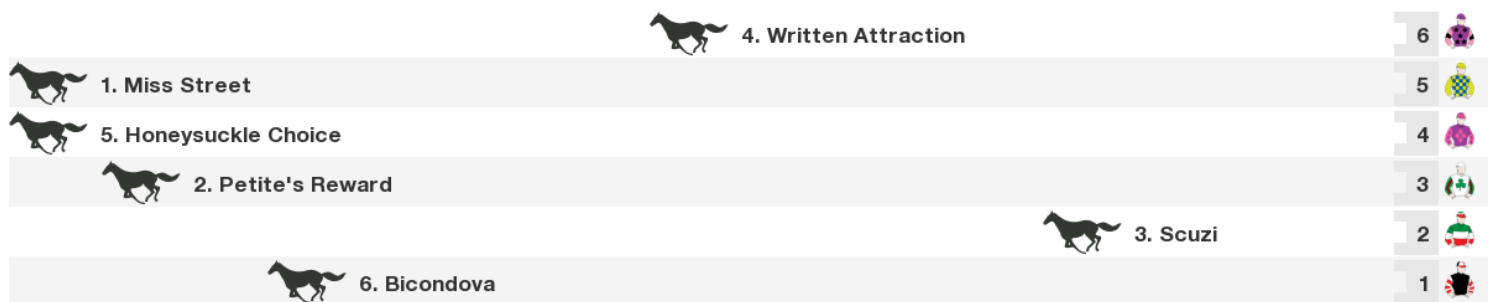 4. Written Attraction 6
1. Miss Street 5
5. Honeysuckle Choice 4
2. Petite's Reward 3
3. Scuzi 2
6. Bicondova 1